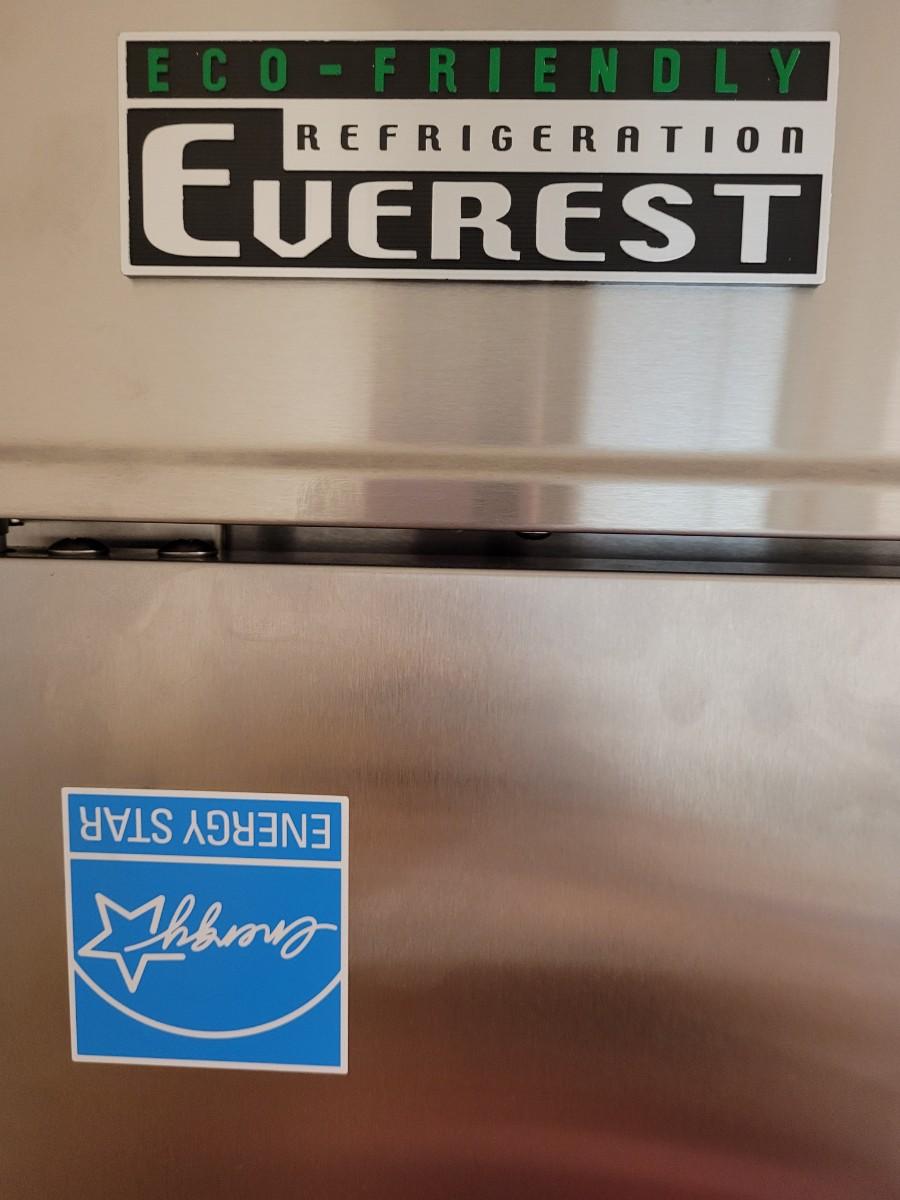 ECO-FRIENDLY
REFRIGERATION
EVEREST
ENERGY STAR
energy